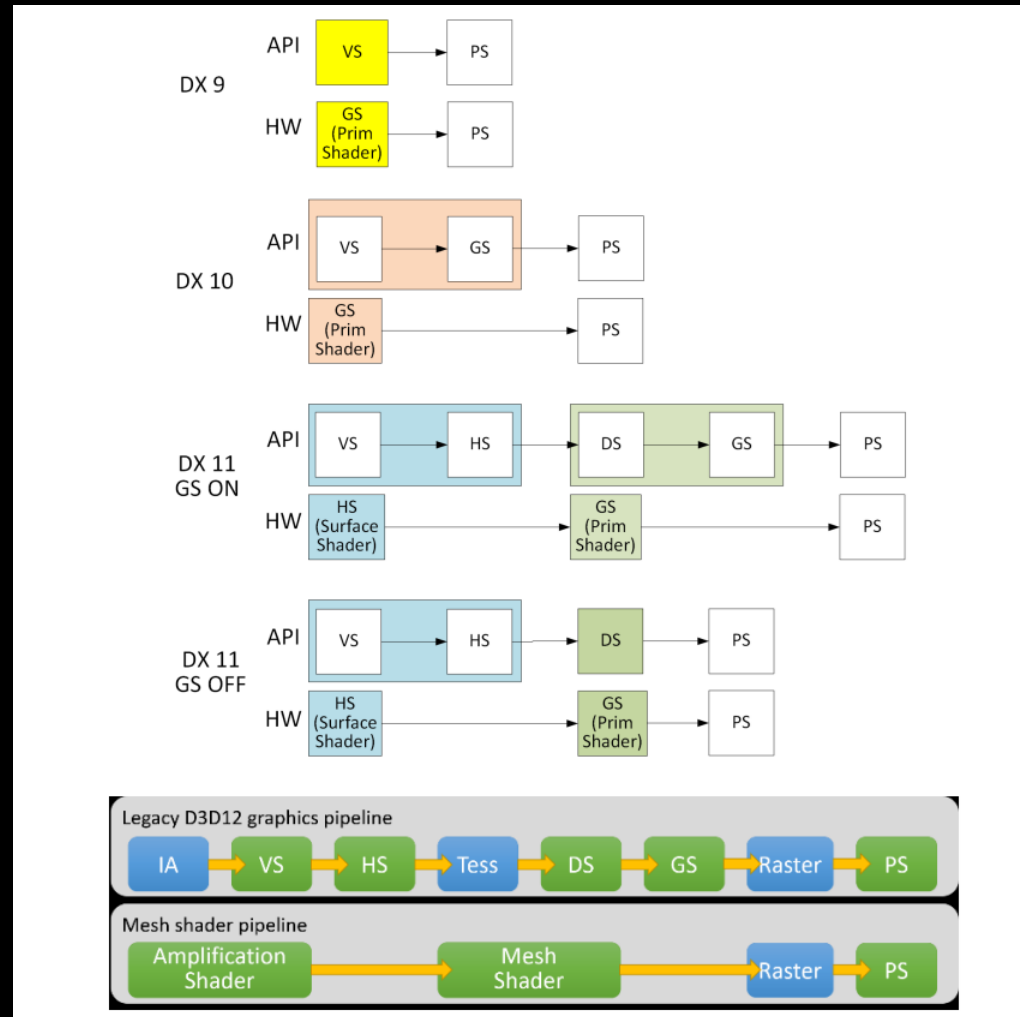 API
VS
PS
DX 9
HW
GS
(Prim
Shader)
PS
API
VS
GS
PS
DX 10
HW
GS
(Prim
Shader)
PS
API
VS
HS
DS
GS
PS
DX 11
GS ON
HW
HS
(Surface
Shader)
GS
(Prim
Shader)
PS
API
VS
HS
DS
PS
DX 11
GS OFF
HW
HS
(Surface
Shader)
GS
(Prim
Shader)
PS
Legacy D3D12 graphics pipeline
IA
VS
HS
Tess
DS
GS
Raster
PS
Mesh shader pipeline
Amplification
Shader
Mesh
Shader
Raster
PS